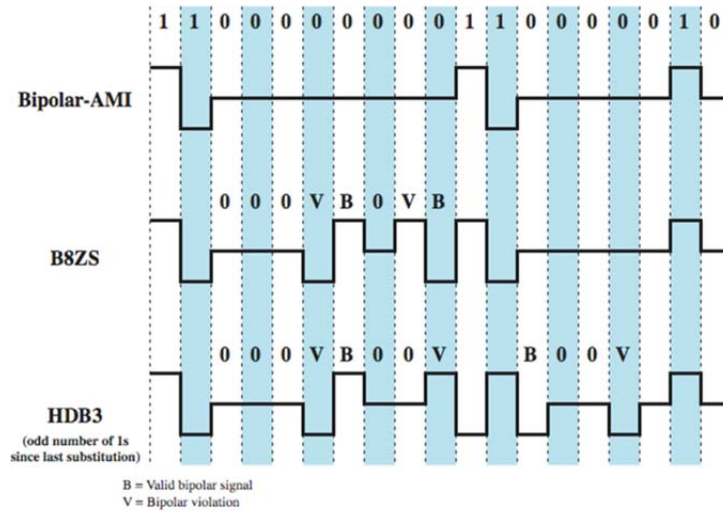 1 1 0 0 0 0 0 0 0 0 1 1 0 0 0 0 0 1 0
Bipolar-AMI
0 0 0 V B 0 V B
B8ZS
0 0 0 V B 0 0 V B 0 0 V
HDB3
(odd number of 1s
since last substitution)
B = Valid bipolar signal
V = Bipolar violation